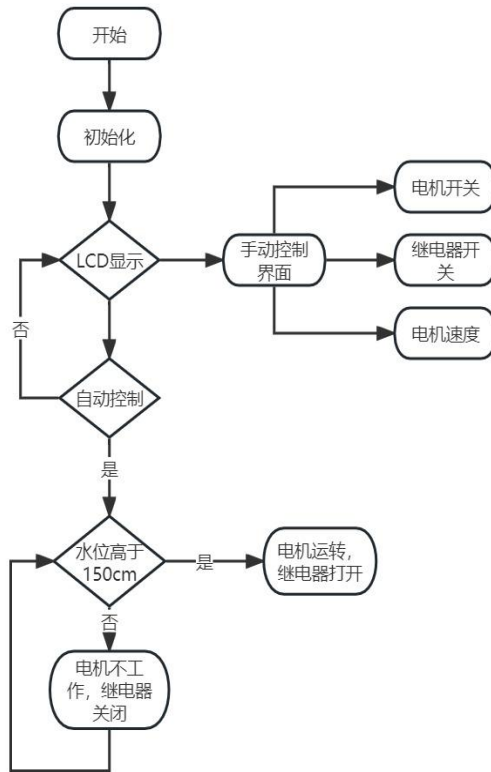 开始
初始化
电机开关
LCD显示
手动控制
界面
继电器开
关
否
电机速度
自动控制
是
水位高于
150cm
是
电机运转，
继电器打开
否
电机不工
作，继电器
关闭